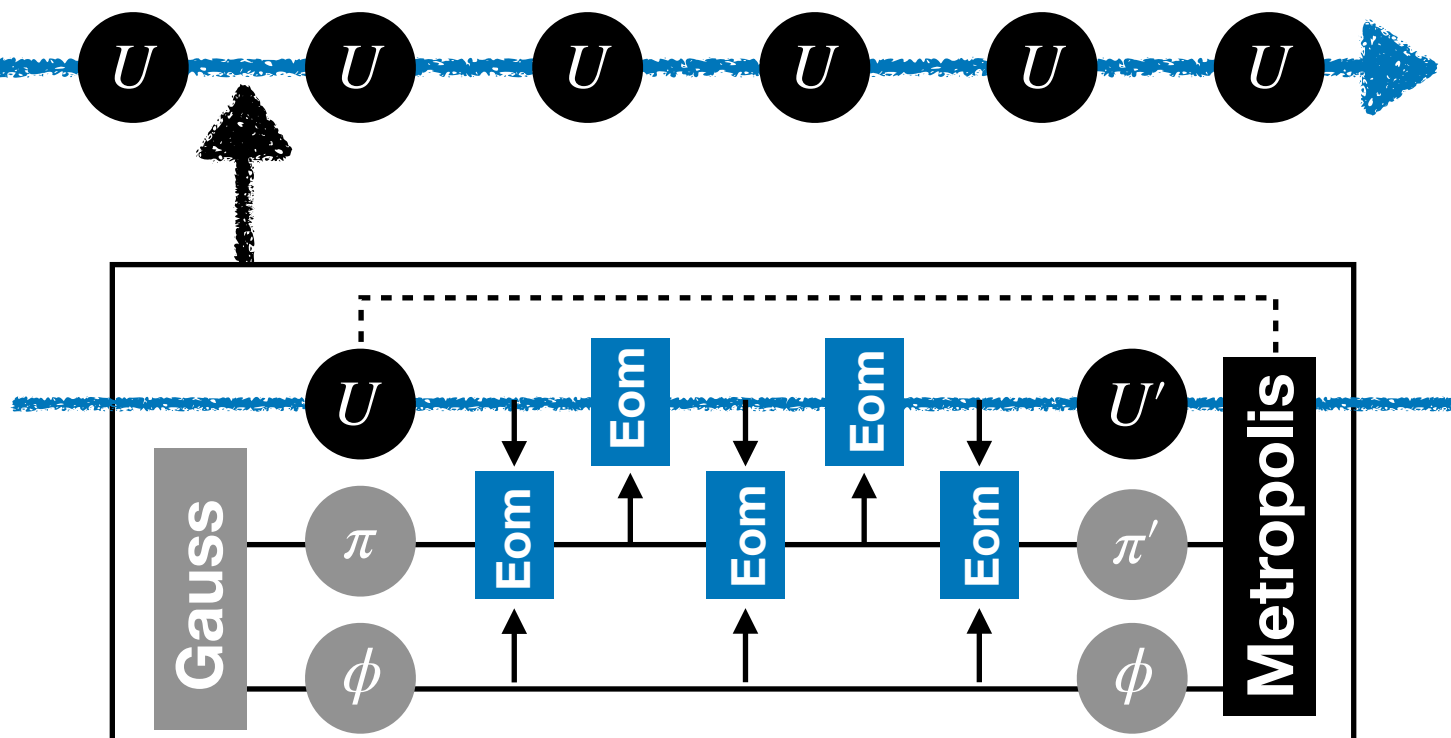 U U U U U U
Eom Eom
U U′
Eom Eom Eom
Gauss π π′ Metropolis
ϕ ϕ